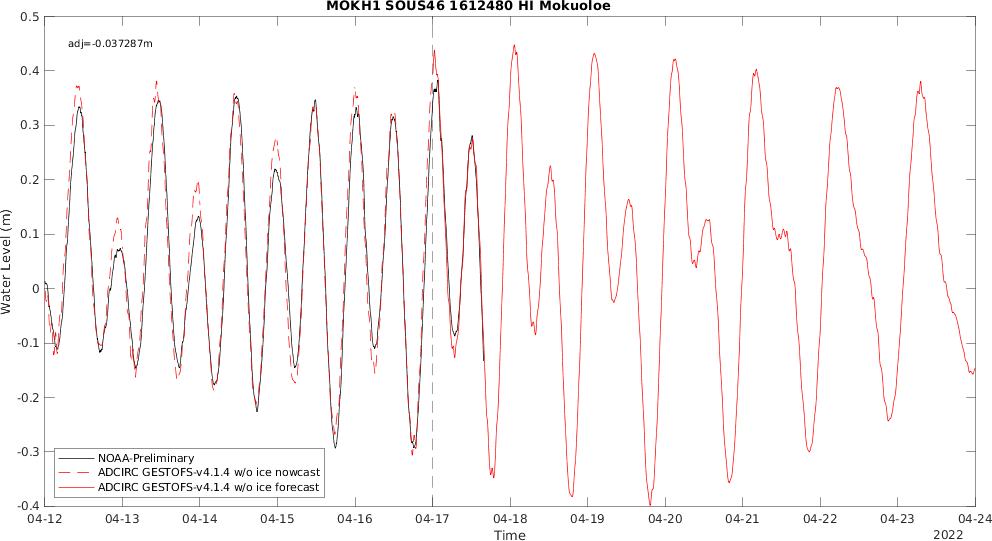 MOKH1 SOUS46 1612480 HI Mokuoloe
adj=-0.037287m
0.5
0.4
0.3
0.2
0.1
0
-0.1
-0.2
-0.3
-0.4
Water Level (m)
NOAA-Preliminary
ADCIRC GESTOFS-v4.1.4 w/o ice nowcast
ADCIRC GESTOFS-v4.1.4 w/o ice forecast
04-12 04-13 04-14 04-15 04-16 04-17 04-18 04-19 04-20 04-21 04-22 04-23 04-24
Time
2022